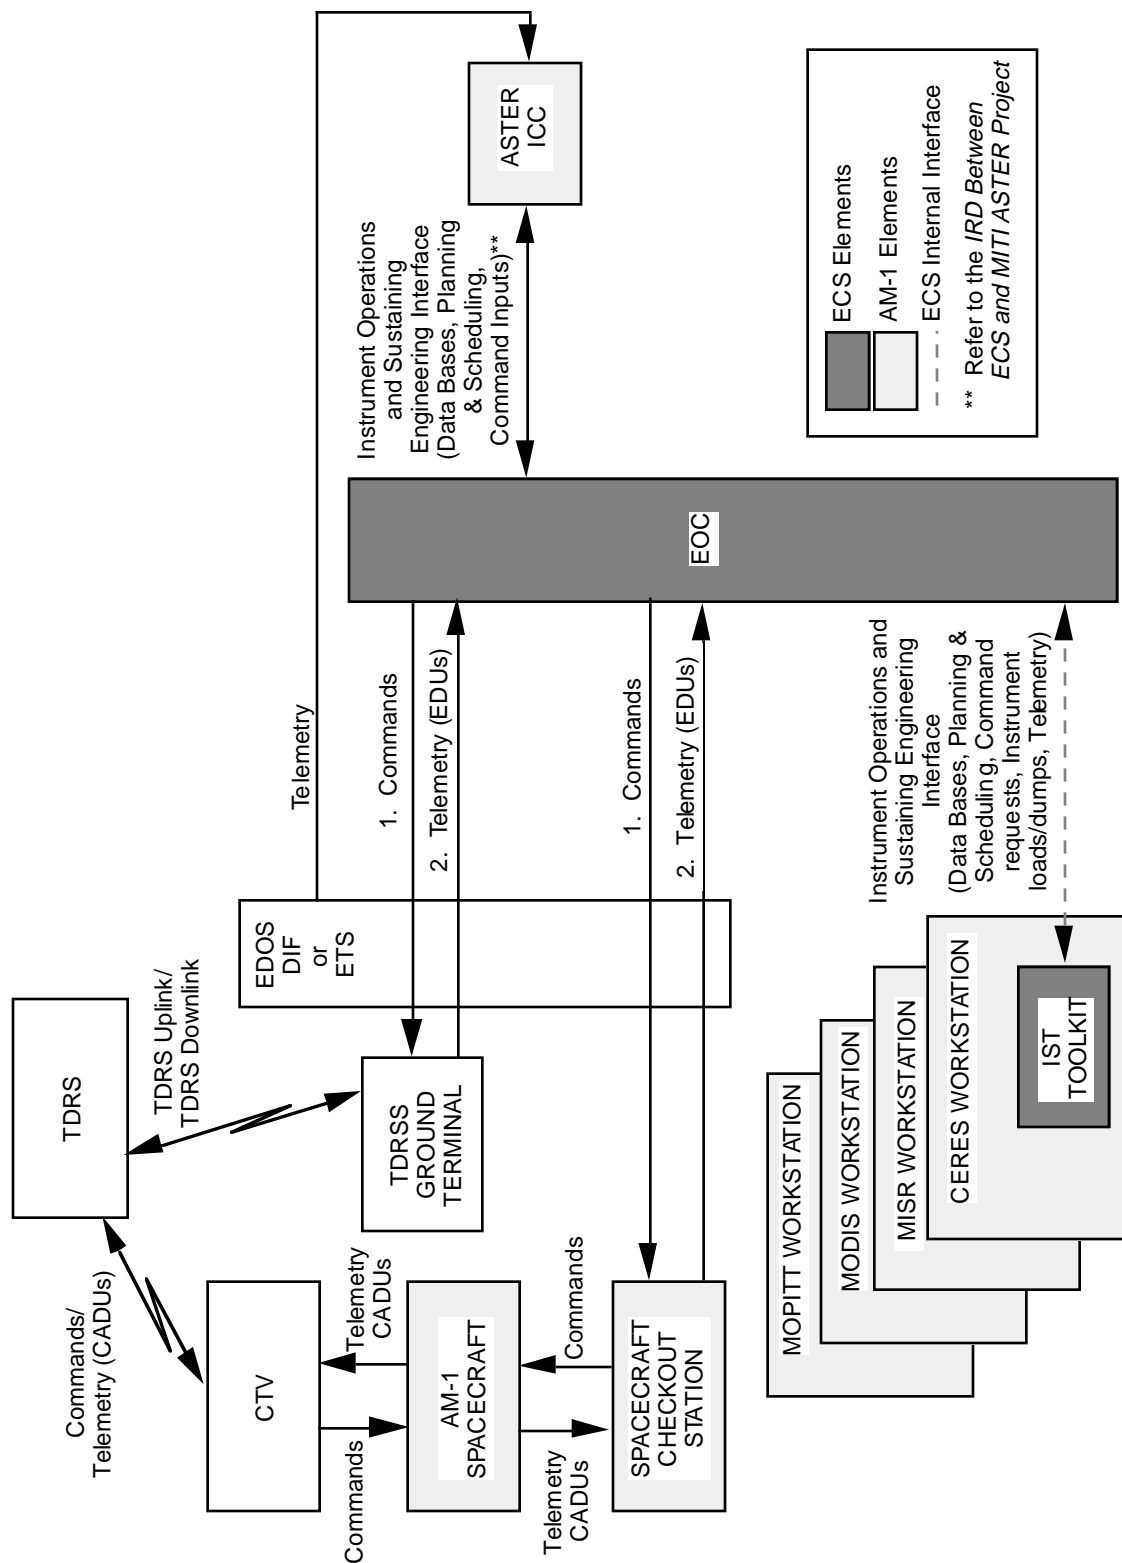 TDRS
Commands/
Telemetry (CADUs)
TDRS Uplink/
TDRS Downlink
CTV
Telemetry
CADUs
Commands
AM-1
SPACECRAFT
Commands
Telemetry
CADUs
SPACECRAFT
CHECKOUT
STATION
TDRSS
GROUND
TERMINAL
EDOS
DIF
or
ETS
Telemetry
1. Commands
2. Telemetry (EDUs)
1. Commands
2. Telemetry (EDUs)
EOC
Instrument Operations
and Sustaining
Engineering Interface
(Data Bases, Planning
& Scheduling,
Command Inputs)**
ASTER
ICC
MOPITT WORKSTATION
MODIS WORKSTATION
MISR WORKSTATION
CERES WORKSTATION
IST
TOOLKIT
Instrument Operations and
Sustaining Engineering
Interface
(Data Bases, Planning &
Scheduling, Command
requests, Instrument
loads/dumps, Telemetry)
ECS Elements
AM-1 Elements
ECS Internal Interface
** Refer to the IRD Between
ECS and MITI ASTER Project